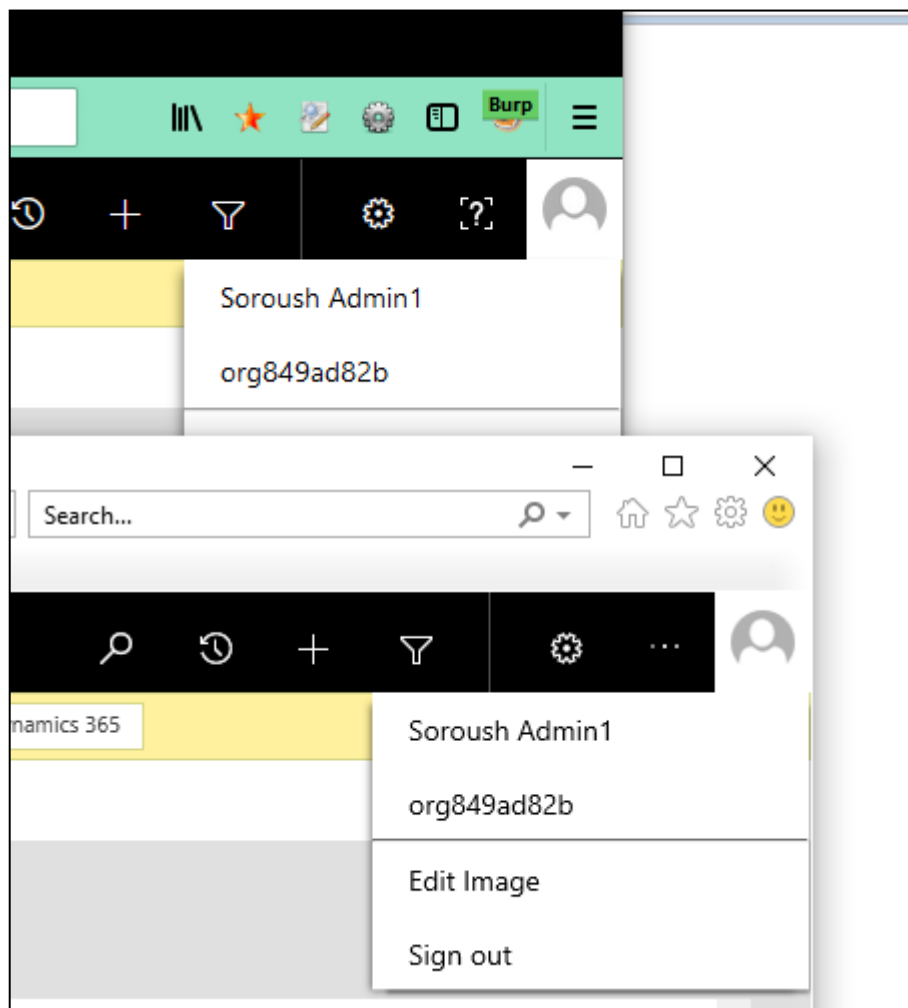 Burp
[?]
Soroush Admin1
org849ad82b
Search...
namics 365
Soroush Admin1
org849ad82b
Edit Image
Sign out